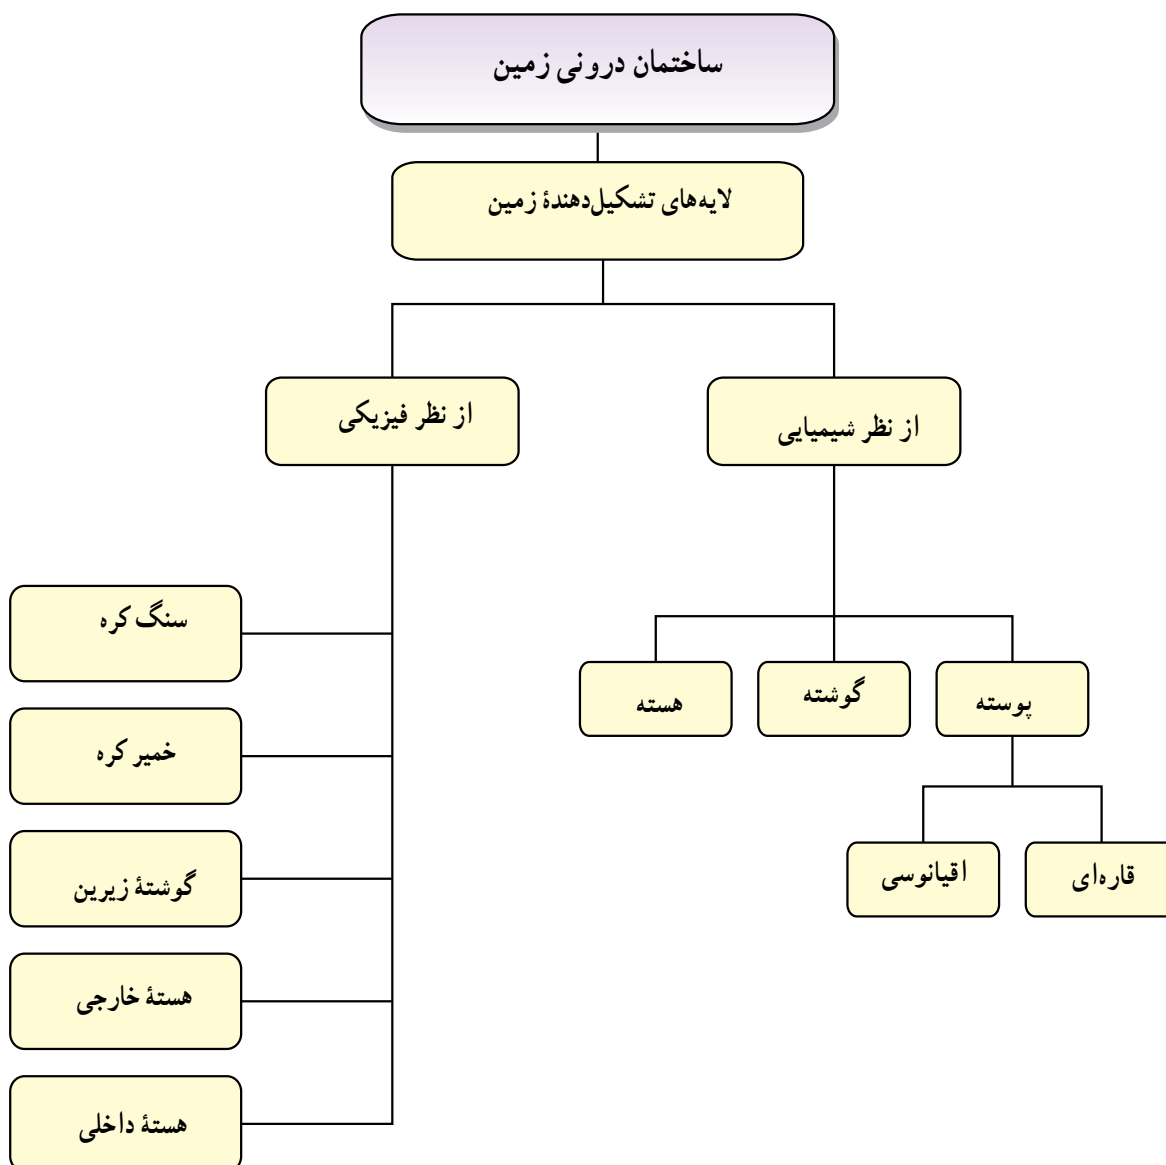 ساختمان درونی زمین
لایه‌های تشکیل‌دهندهٔ زمین
از نظر شیمیایی
از نظر فیزیکی
پوسته
گوشته
هسته
قاره‌ای
اقیانوسی
سنگ کره
خمیر کره
گوشتهٔ زیرین
هستهٔ خارجی
هستهٔ داخلی